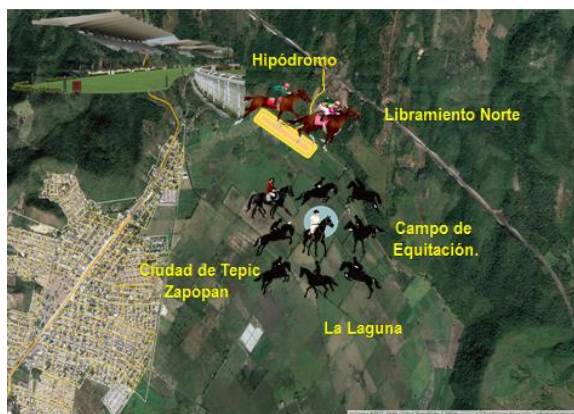 Hipódromo
Libramiento Norte
Campo de
Equitación.
Ciudad de Tepic
Zapopan
La Laguna